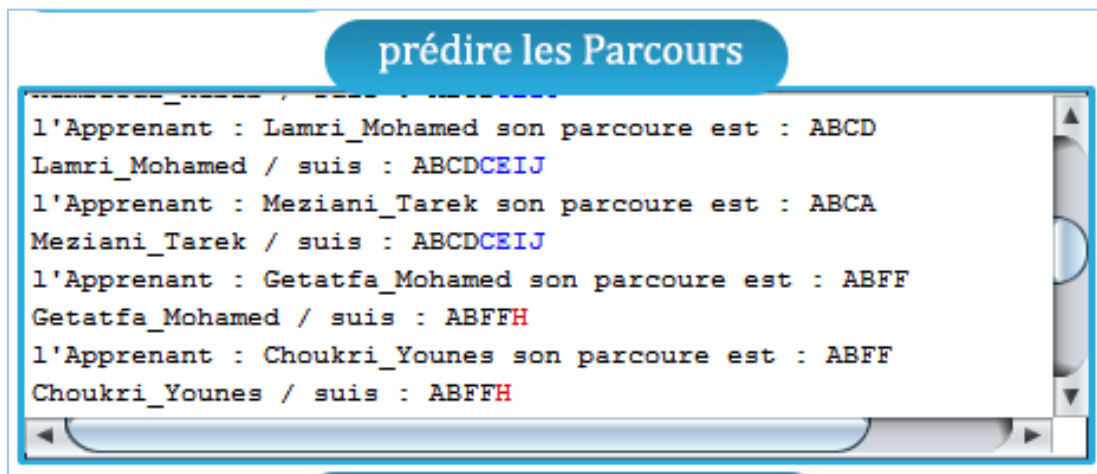 prédire les Parcours
l'Apprenant : Lamri_Mohamed son parcoure est : ABCD
Lamri_Mohamed / suis : ABCDCEIJ
l'Apprenant : Meziani_Tarek son parcoure est : ABCA
Meziani_Tarek / suis : ABCDCEIJ
l'Apprenant : Getatfa_Mohamed son parcoure est : ABFF
Getatfa_Mohamed / suis : ABFFH
l'Apprenant : Choukri_Younes son parcoure est : ABFF
Choukri_Younes / suis : ABFFH